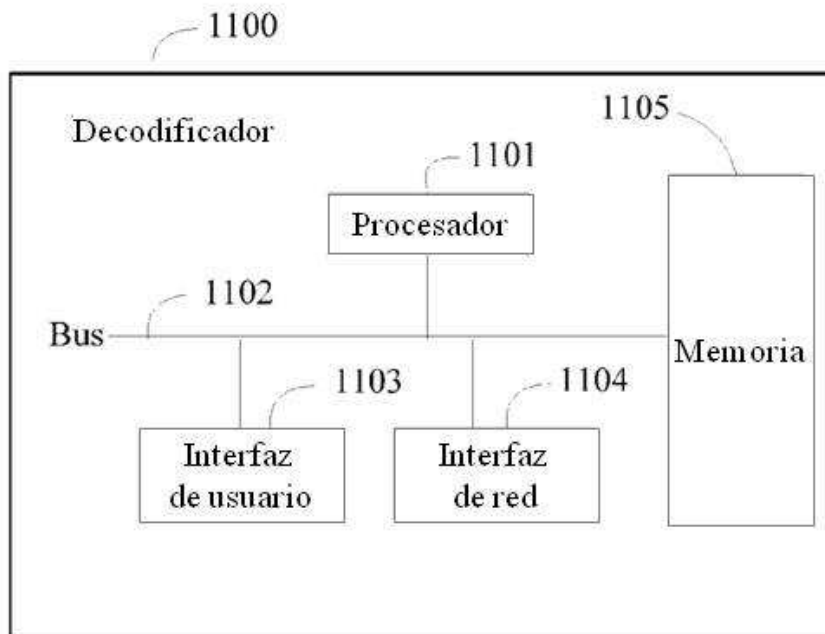 1100
Decodificador
1105
1101
Procesador
1102
Bus
Memoria
1103
1104
Interfaz
de usuario
Interfaz
de red